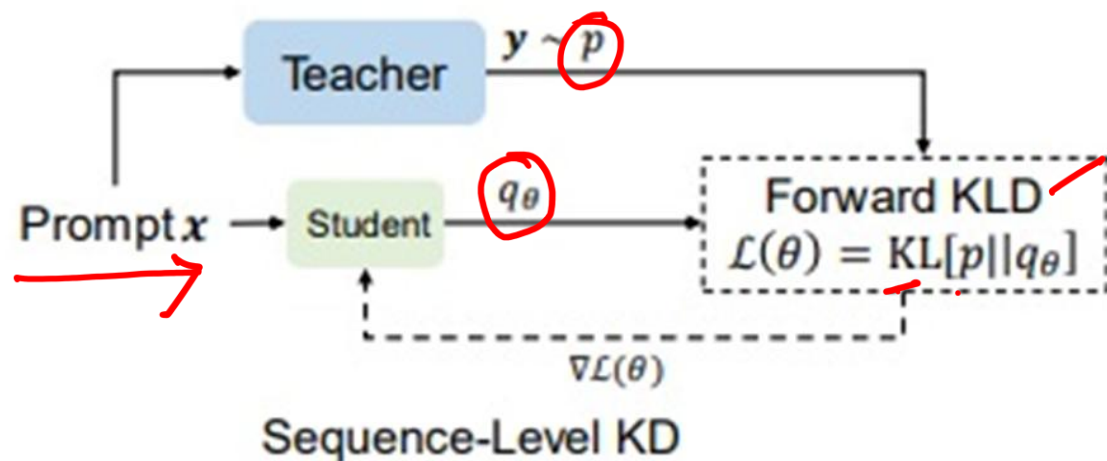 y ~ p
Teacher
qθ
Prompt x
Student
Forward KLD
ℒ(θ) = KL[p||qθ]
∇ℒ(θ)
Sequence-Level KD